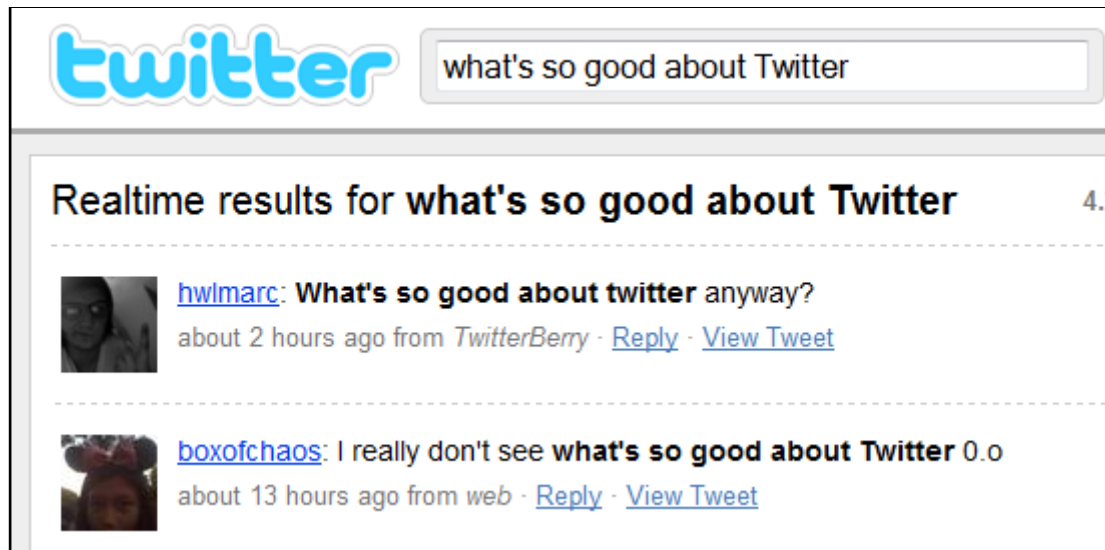 twitter
what's so good about Twitter
Realtime results for what's so good about Twitter 4.
hwlmarc: What's so good about twitter anyway?
about 2 hours ago from TwitterBerry · Reply · View Tweet
boxofchaos: I really don't see what's so good about Twitter 0.o
about 13 hours ago from web · Reply · View Tweet